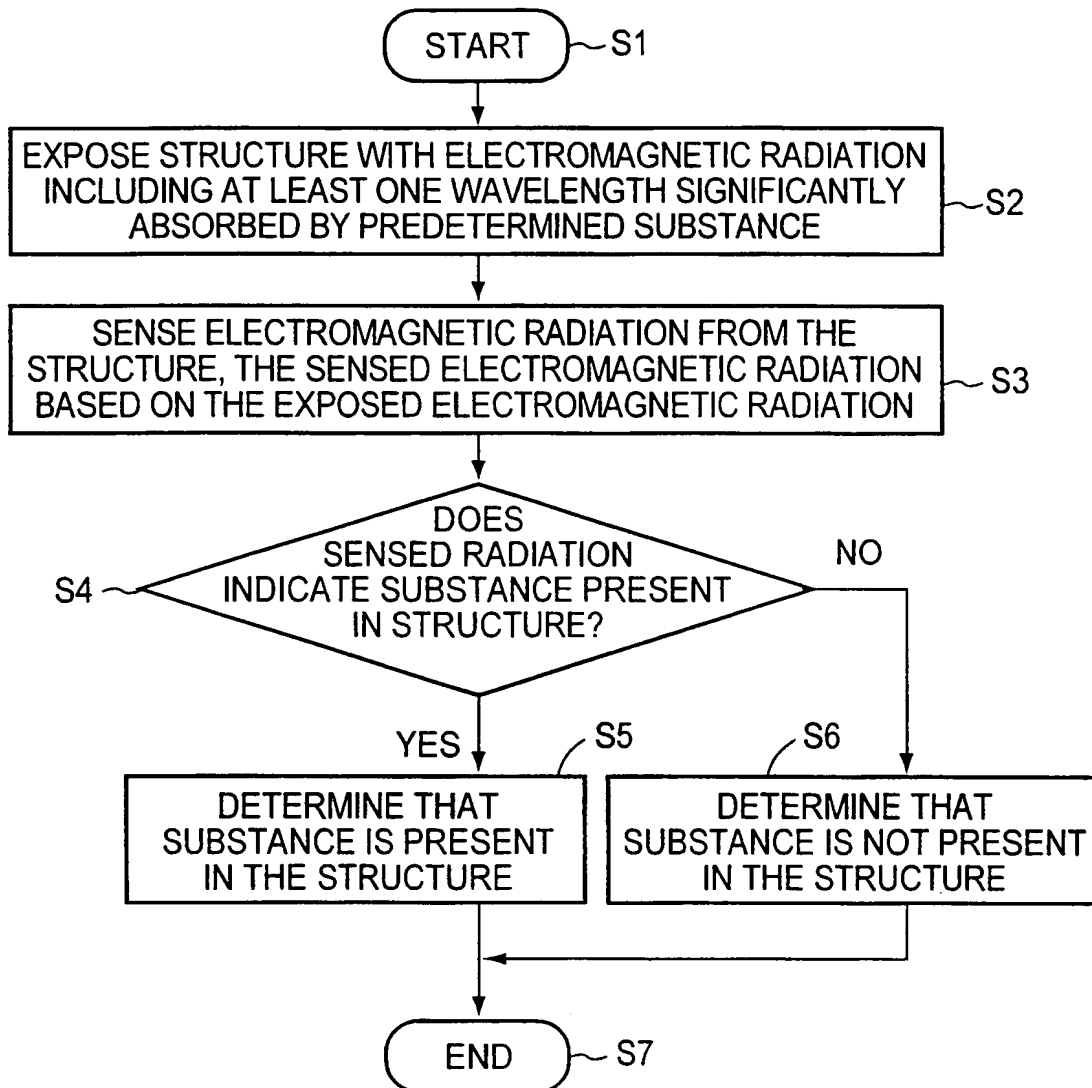 START
S1
EXPOSE STRUCTURE WITH ELECTROMAGNETIC RADIATION
INCLUDING AT LEAST ONE WAVELENGTH SIGNIFICANTLY
ABSORBED BY PREDETERMINED SUBSTANCE
S2
SENSE ELECTROMAGNETIC RADIATION FROM THE
STRUCTURE, THE SENSED ELECTROMAGNETIC RADIATION
BASED ON THE EXPOSED ELECTROMAGNETIC RADIATION
S3
DOES
SENSED RADIATION
INDICATE SUBSTANCE PRESENT
IN STRUCTURE?
S4
NO
YES
S5
DETERMINE THAT
SUBSTANCE IS PRESENT
IN THE STRUCTURE
S6
DETERMINE THAT
SUBSTANCE IS NOT PRESENT
IN THE STRUCTURE
END
S7